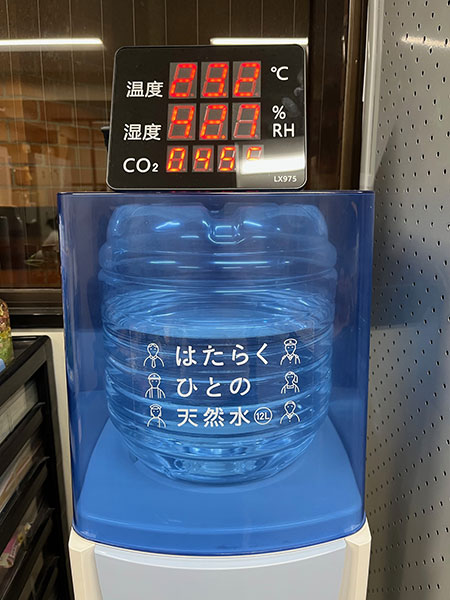 温度 ℃
湿度 % RH
CO₂
LX975
はたらく
ひとの
天然水 12L